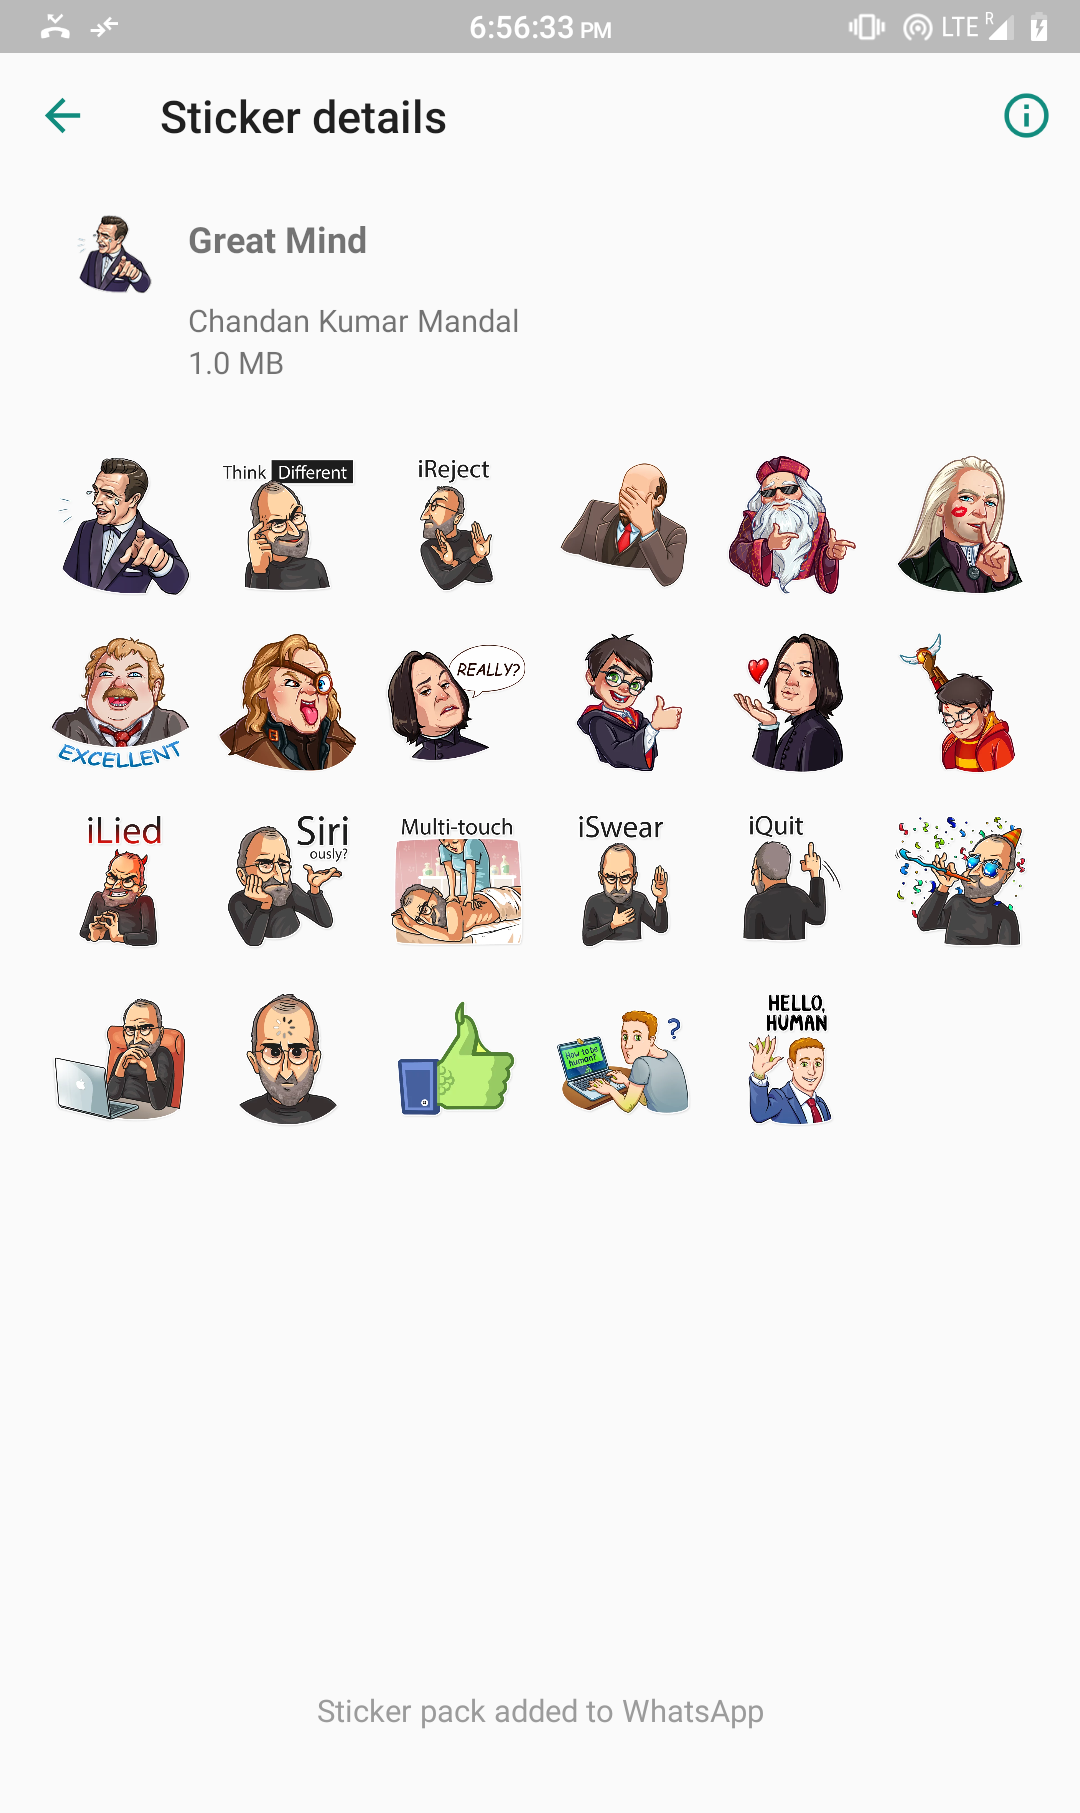 6:56:33 PM
LTE R
Sticker details
Great Mind
Chandan Kumar Mandal
1.0 MB
Think Different
iReject
REALLY?
EXCELLENT
iLied
Siri
ously?
Multi-touch
iSwear
iQuit
How to be
human?
?
HELLO,
HUMAN
Sticker pack added to WhatsApp